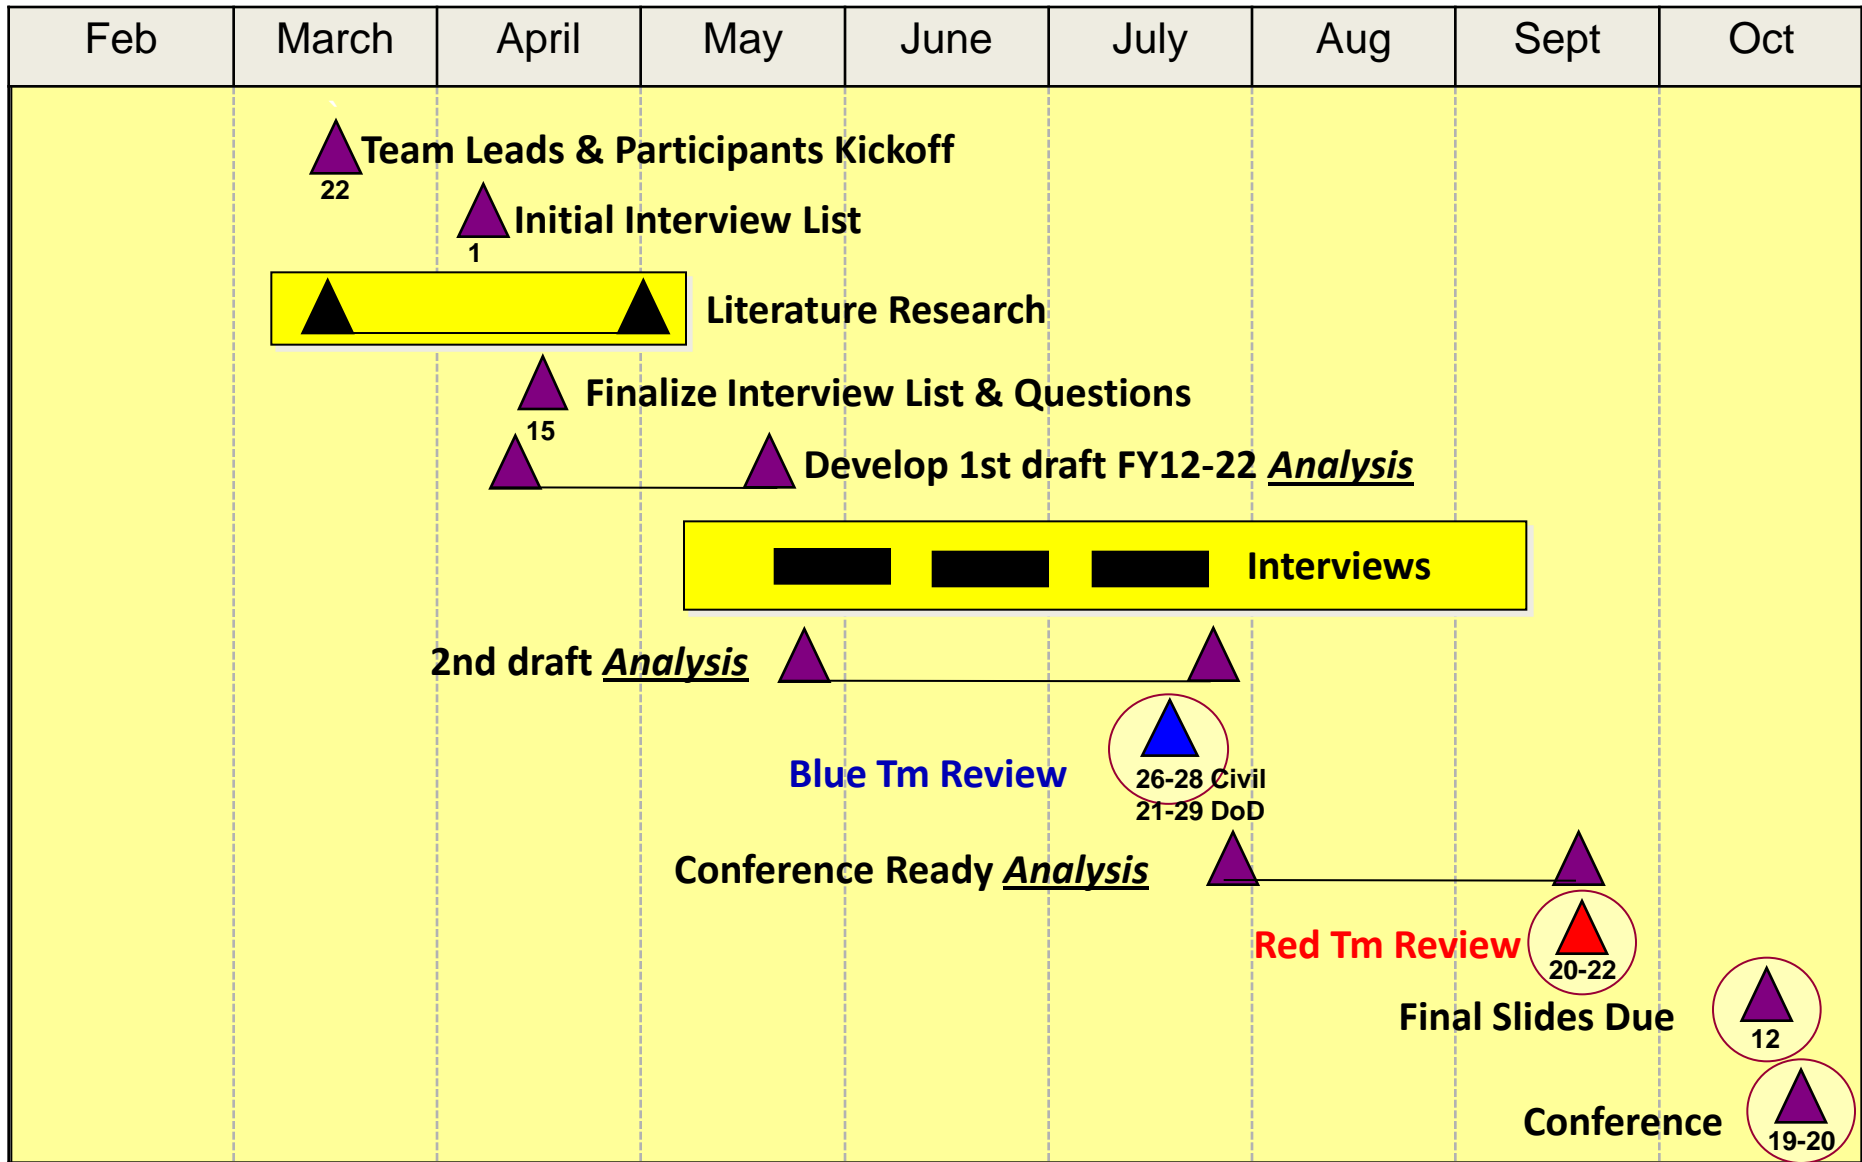 Feb March April May June July Aug Sept Oct
Team Leads & Participants Kickoff
22
Initial Interview List
1
Literature Research
Finalize Interview List & Questions
15
Develop 1st draft FY12-22 Analysis
Interviews
2nd draft Analysis
Blue Tm Review
26-28 Civil
21-29 DoD
Conference Ready Analysis
Red Tm Review
20-22
Final Slides Due
12
Conference
19-20